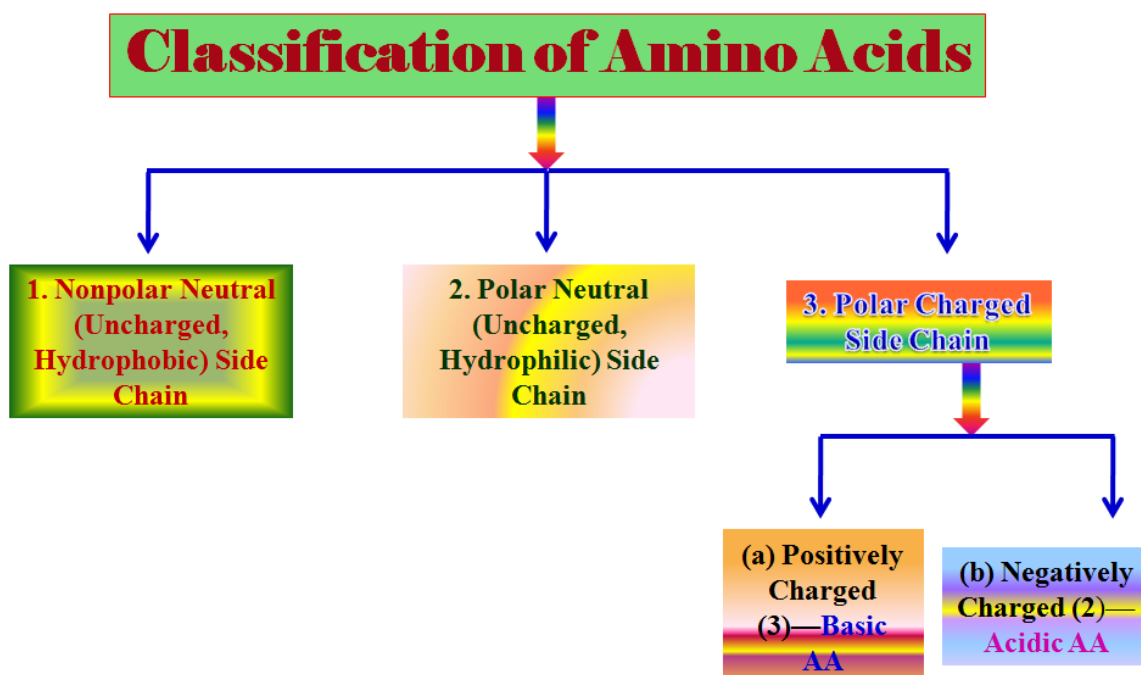 Classification of Amino Acids
1. Nonpolar Neutral
(Uncharged,
Hydrophobic) Side
Chain
2. Polar Neutral
(Uncharged,
Hydrophilic) Side
Chain
3. Polar Charged
Side Chain
(a) Positively
Charged
(3)—Basic
AA
(b) Negatively
Charged (2)—
Acidic AA